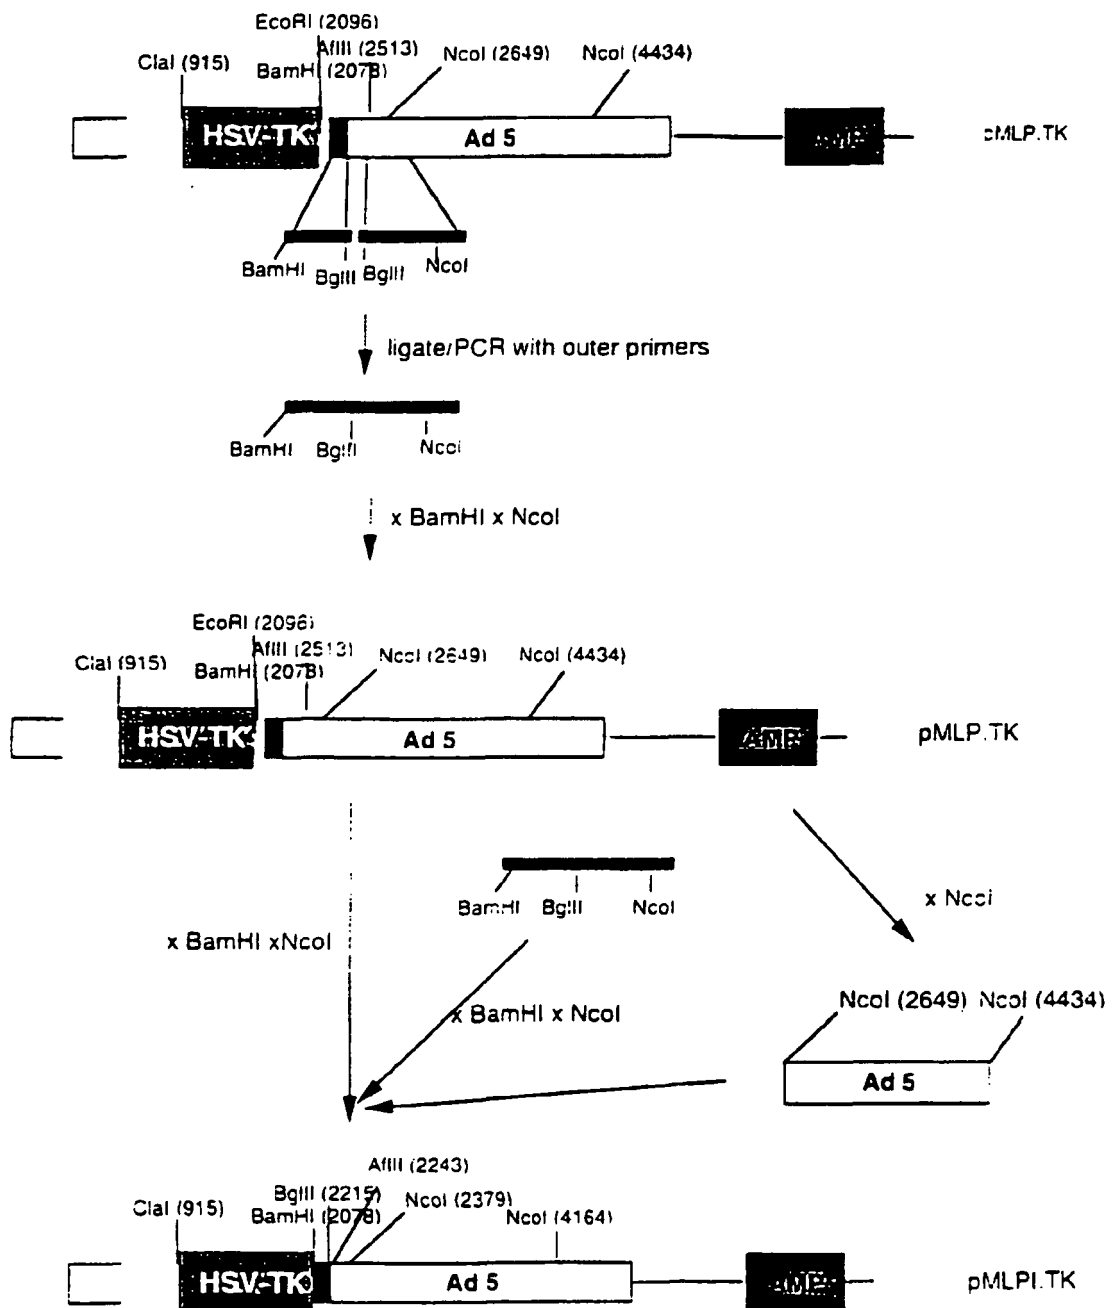 EcoRI (2096)
AflII (2513)
ClaI (915)
BamHI (2078)
NcoI (2649)
NcoI (4434)
HSV-TK
Ad 5
AMP
pMLP.TK
BamHI
BglII
BglII
NcoI
ligate/PCR with outer primers
BamHI
BglII
NcoI
x BamHI x NcoI
EcoRI (2096)
AflII (2513)
ClaI (915)
BamHI (2078)
NcoI (2649)
NcoI (4434)
HSV-TK
Ad 5
AMP
pMLP.TK
BamHI
BglII
NcoI
x NcoI
x BamHI xNcoI
x BamHI x NcoI
NcoI (2649)
NcoI (4434)
Ad 5
AflII (2243)
BglII (2215)
NcoI (2379)
ClaI (915)
BamHI (2078)
NcoI (4164)
HSV-TK
Ad 5
AMP
pMLPI.TK